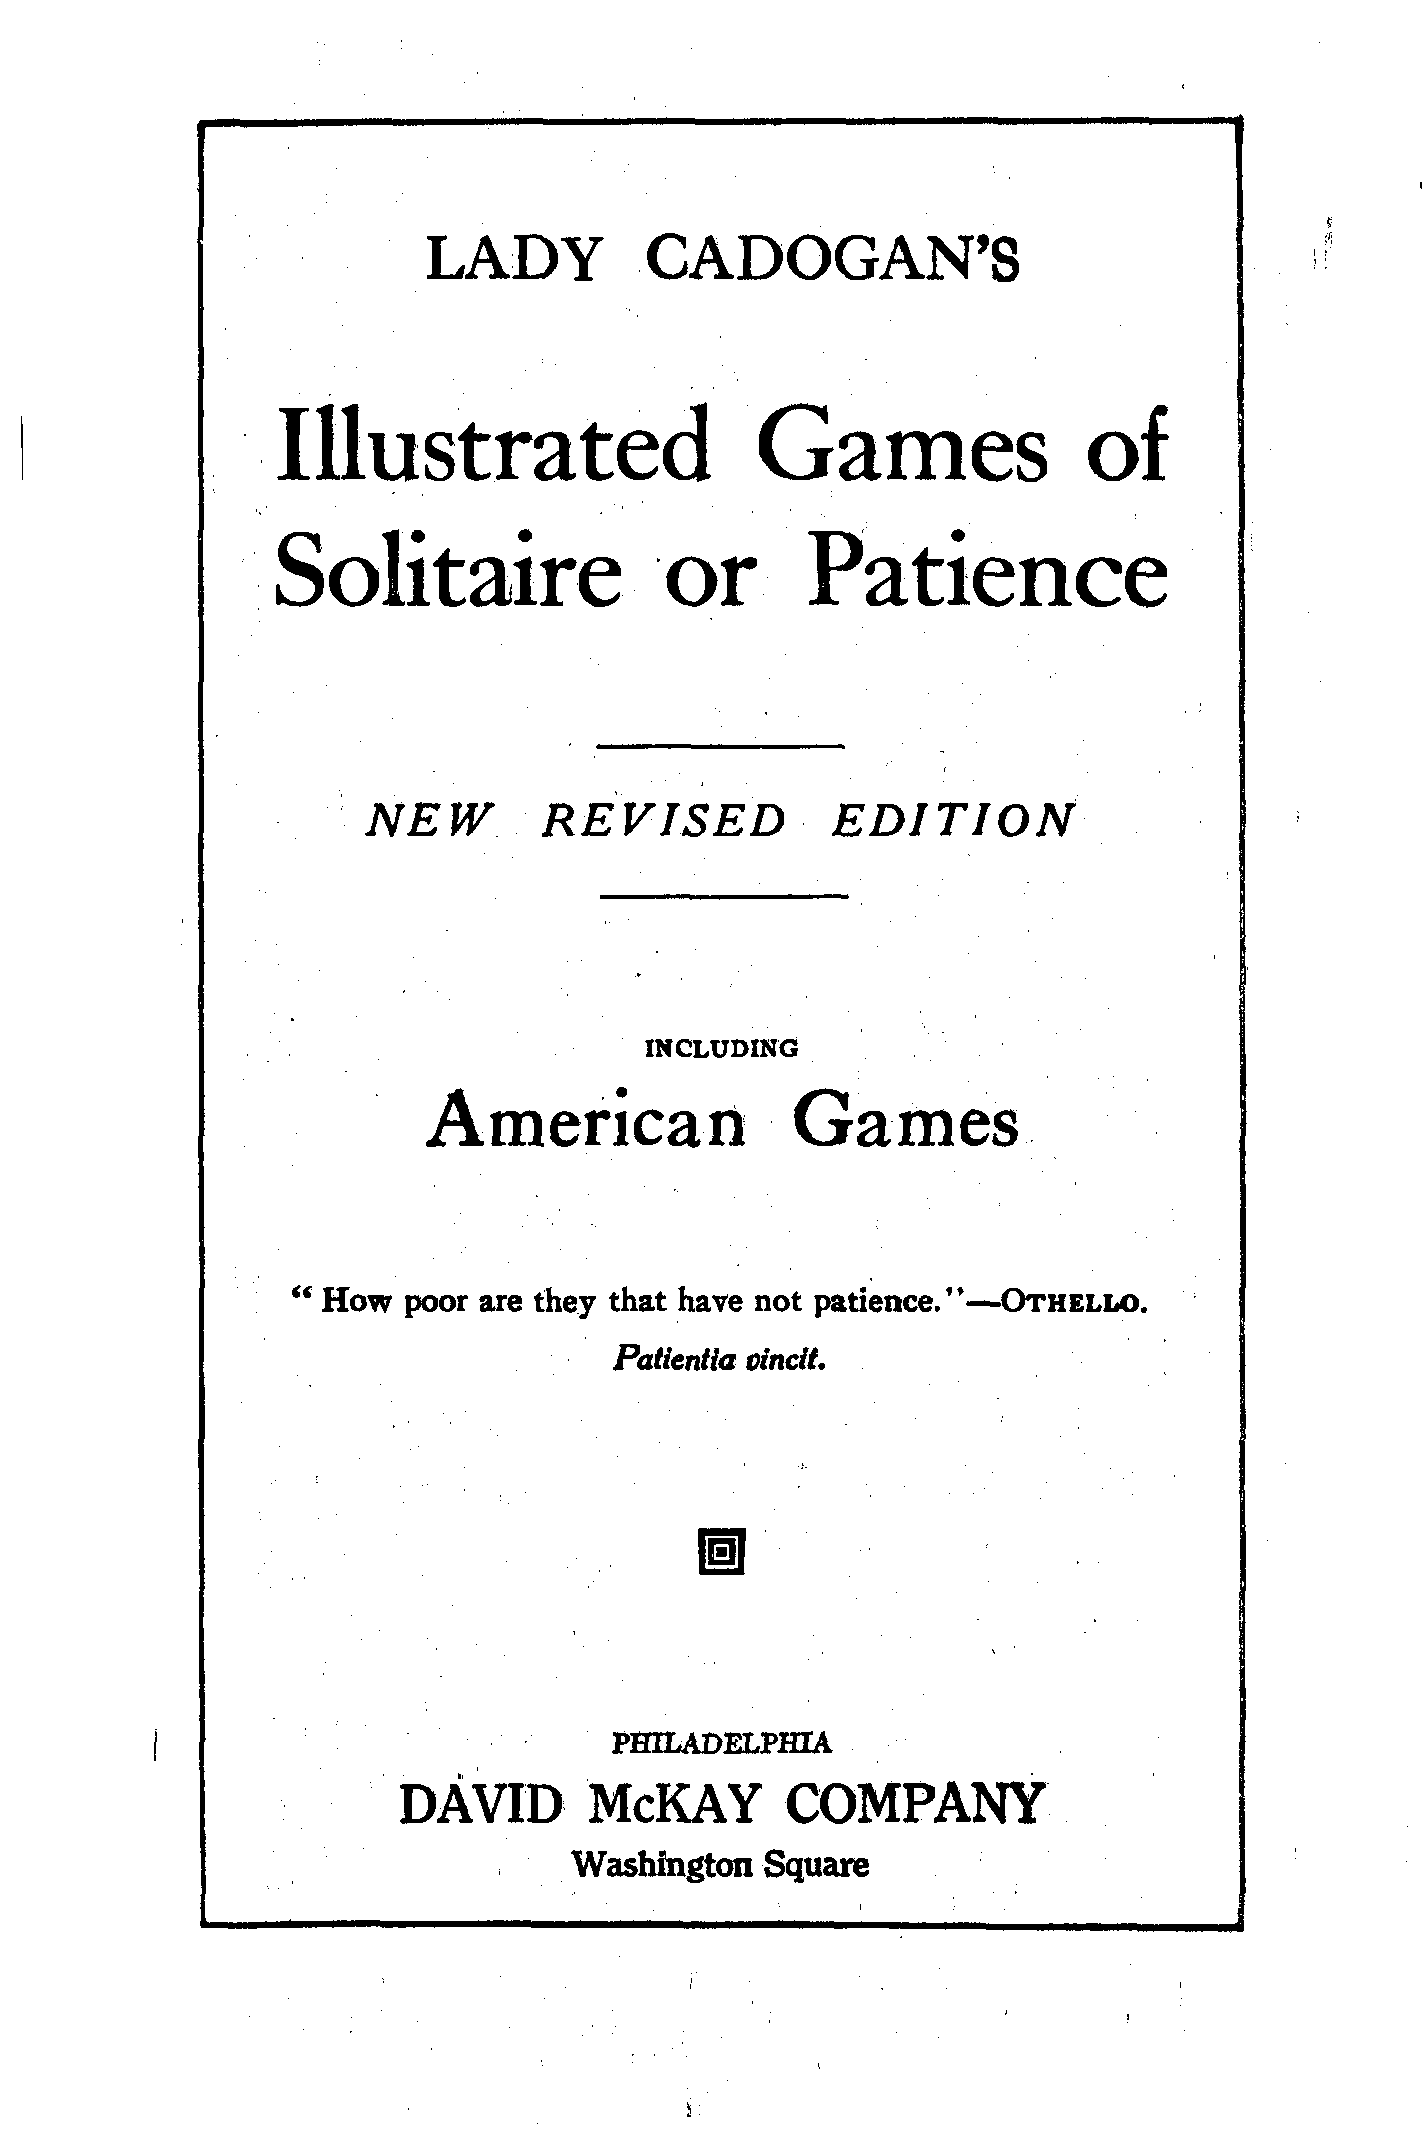 LADY CADOGAN'S
Illustrated Games of
Solitaire or Patience
NEW REVISED EDITION
INCLUDING
American Games
“ How poor are they that have not patience.”—OTHELLO.
Patientia vincit.
PHILADELPHIA
DAVID McKAY COMPANY
Washington Square